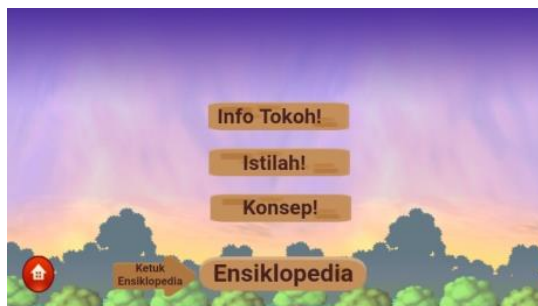 Info Tokoh!
Istilah!
Konsep!
Ketuk
Ensiklopedia
Ensiklopedia